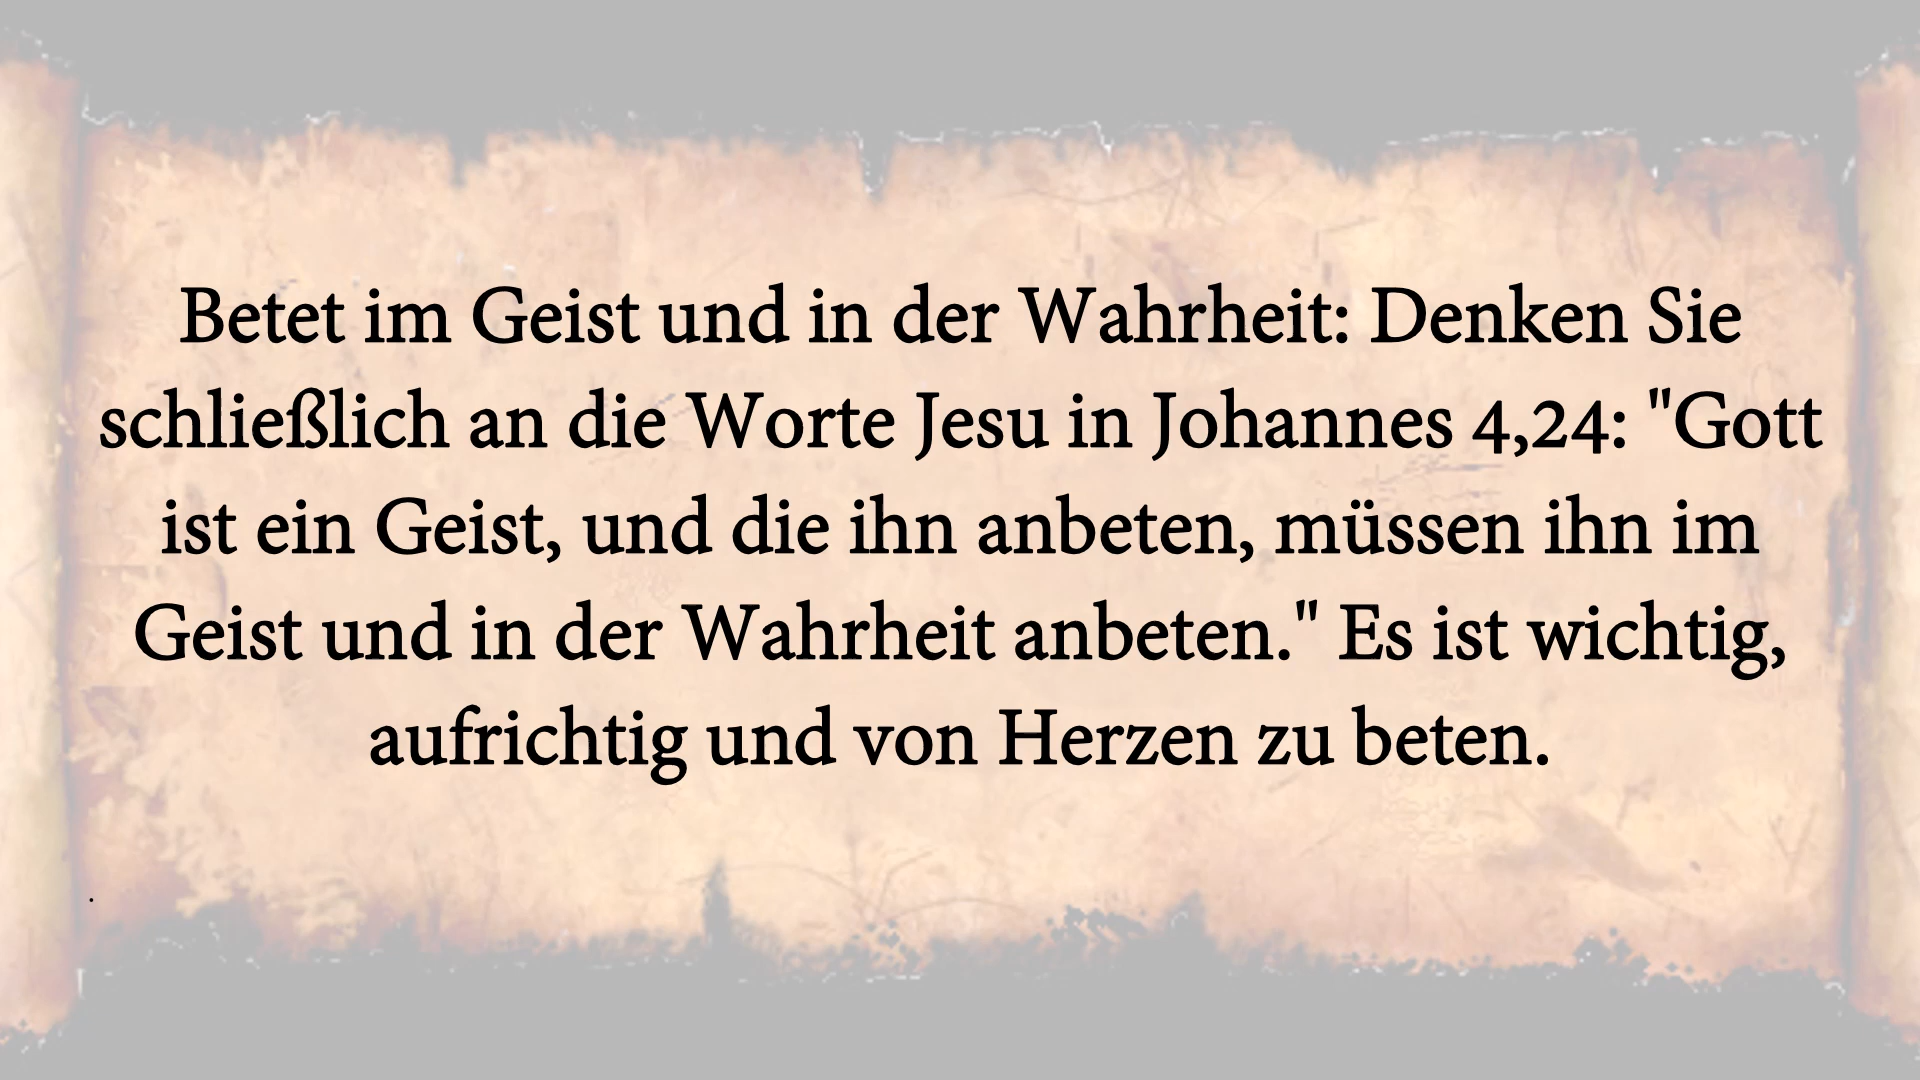 Betet im Geist und in der Wahrheit: Denken Sie
schließlich an die Worte Jesu in Johannes 4,24: "Gott
ist ein Geist, und die ihn anbeten, müssen ihn im
Geist und in der Wahrheit anbeten." Es ist wichtig,
aufrichtig und von Herzen zu beten.
.